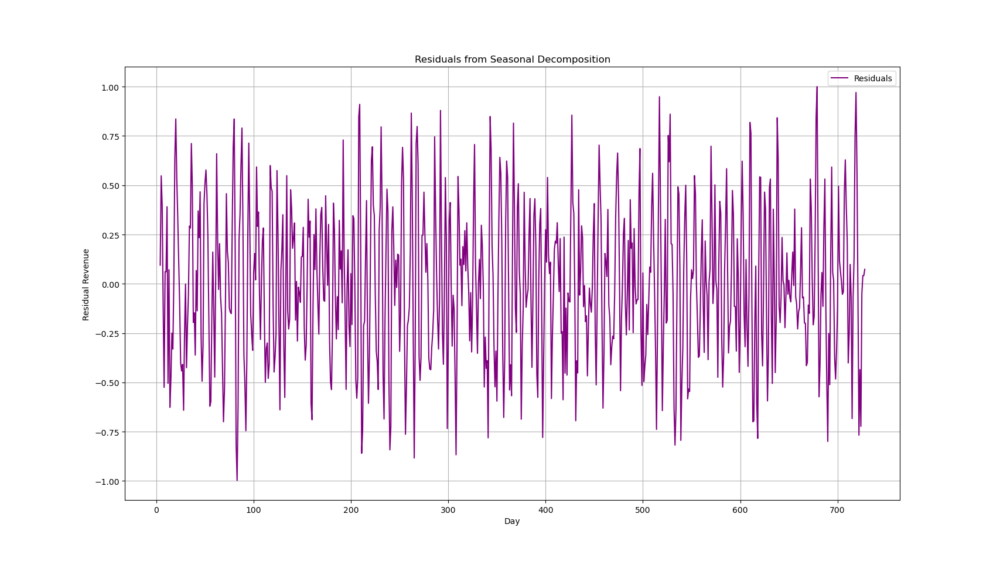 Residuals from Seasonal Decomposition
Residuals
1.00
0.75
0.50
0.25
0.00
−0.25
−0.50
−0.75
−1.00
Residual Revenue
0 100 200 300 400 500 600 700
Day